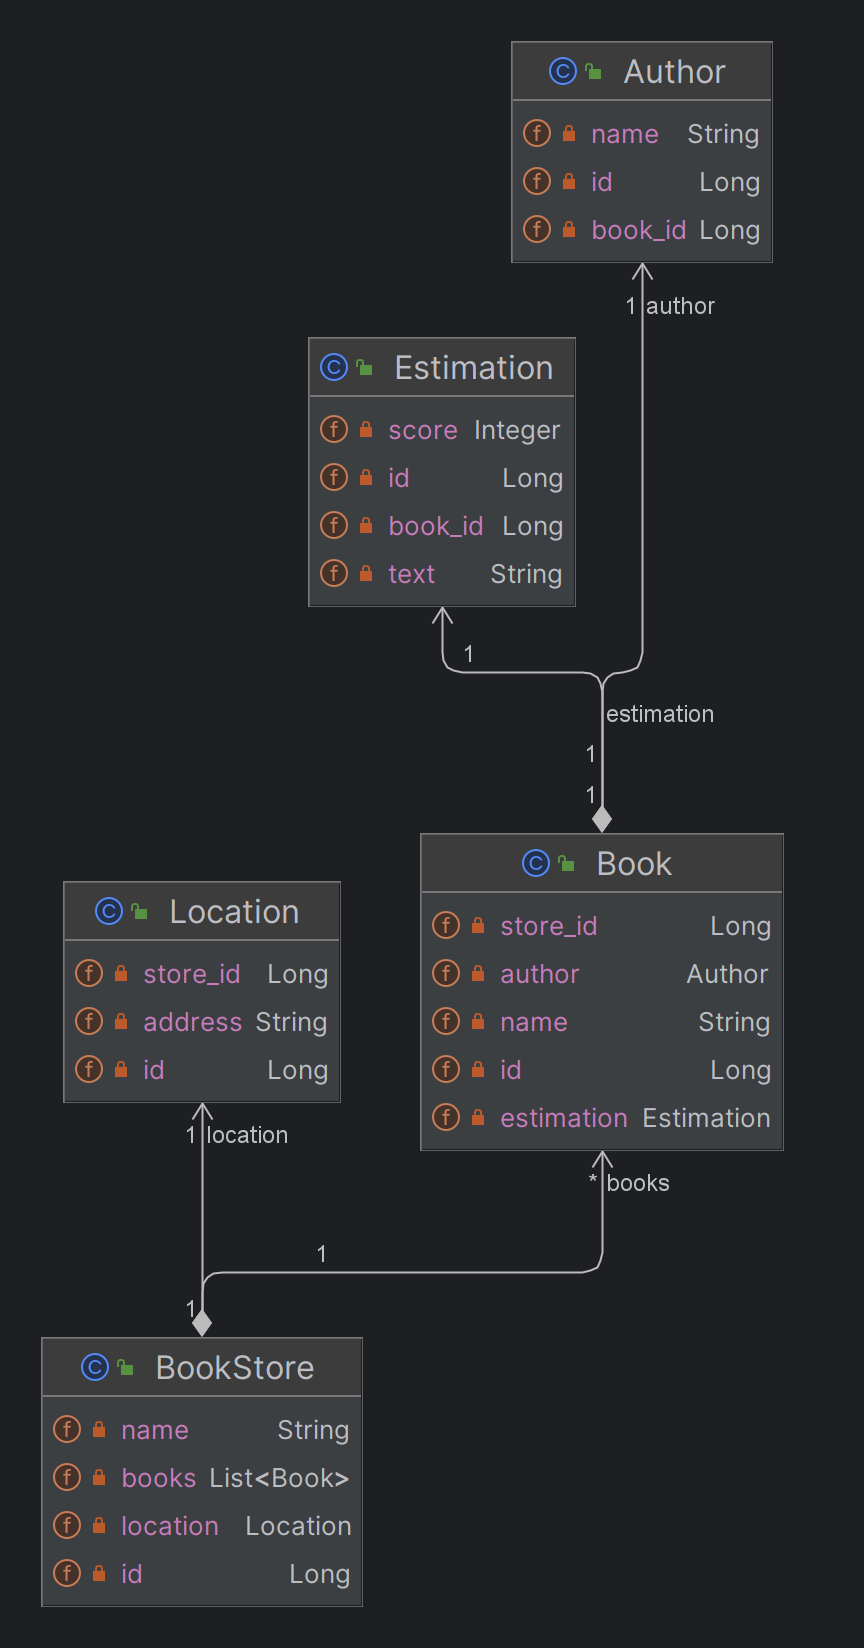 Author
name String
id Long
book_id Long
1 author
Estimation
score Integer
id Long
book_id Long
text String
1
estimation
1
1
Book
store_id Long
author Author
name String
id Long
estimation Estimation
Location
store_id Long
address String
id Long
1 location
* books
1
1
BookStore
name String
books List<Book>
location Location
id Long